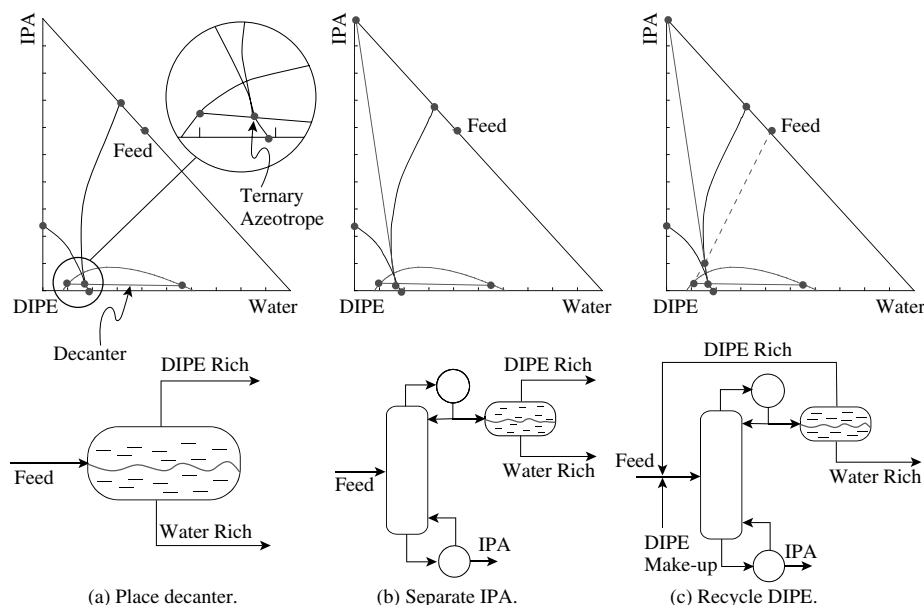 IPA
Feed
Ternary
Azeotrope
DIPE
Water
Decanter
IPA
Feed
DIPE
Water
IPA
Feed
DIPE
Water
DIPE Rich
Feed
Water Rich
(a) Place decanter.
DIPE Rich
Water Rich
Feed
IPA
(b) Separate IPA.
DIPE Rich
Feed
Water Rich
DIPE
Make-up
IPA
(c) Recycle DIPE.